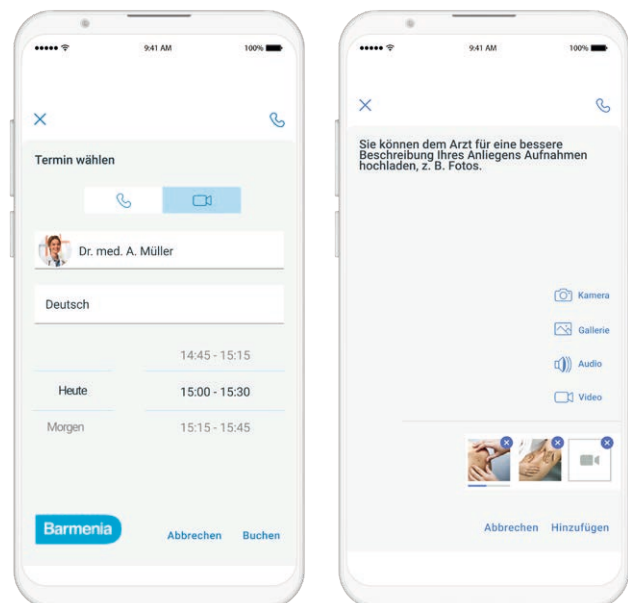 9:41 AM
100%
Termin wählen
Dr. med. A. Müller
Deutsch
14:45 - 15:15
Heute
15:00 - 15:30
Morgen
15:15 - 15:45
Barmenia
Abbrechen
Buchen
9:41 AM
100%
Sie können dem Arzt für eine bessere
Beschreibung Ihres Anliegens Aufnahmen
hochladen, z. B. Fotos.
Kamera
Gallerie
Audio
Video
Abbrechen
Hinzufügen